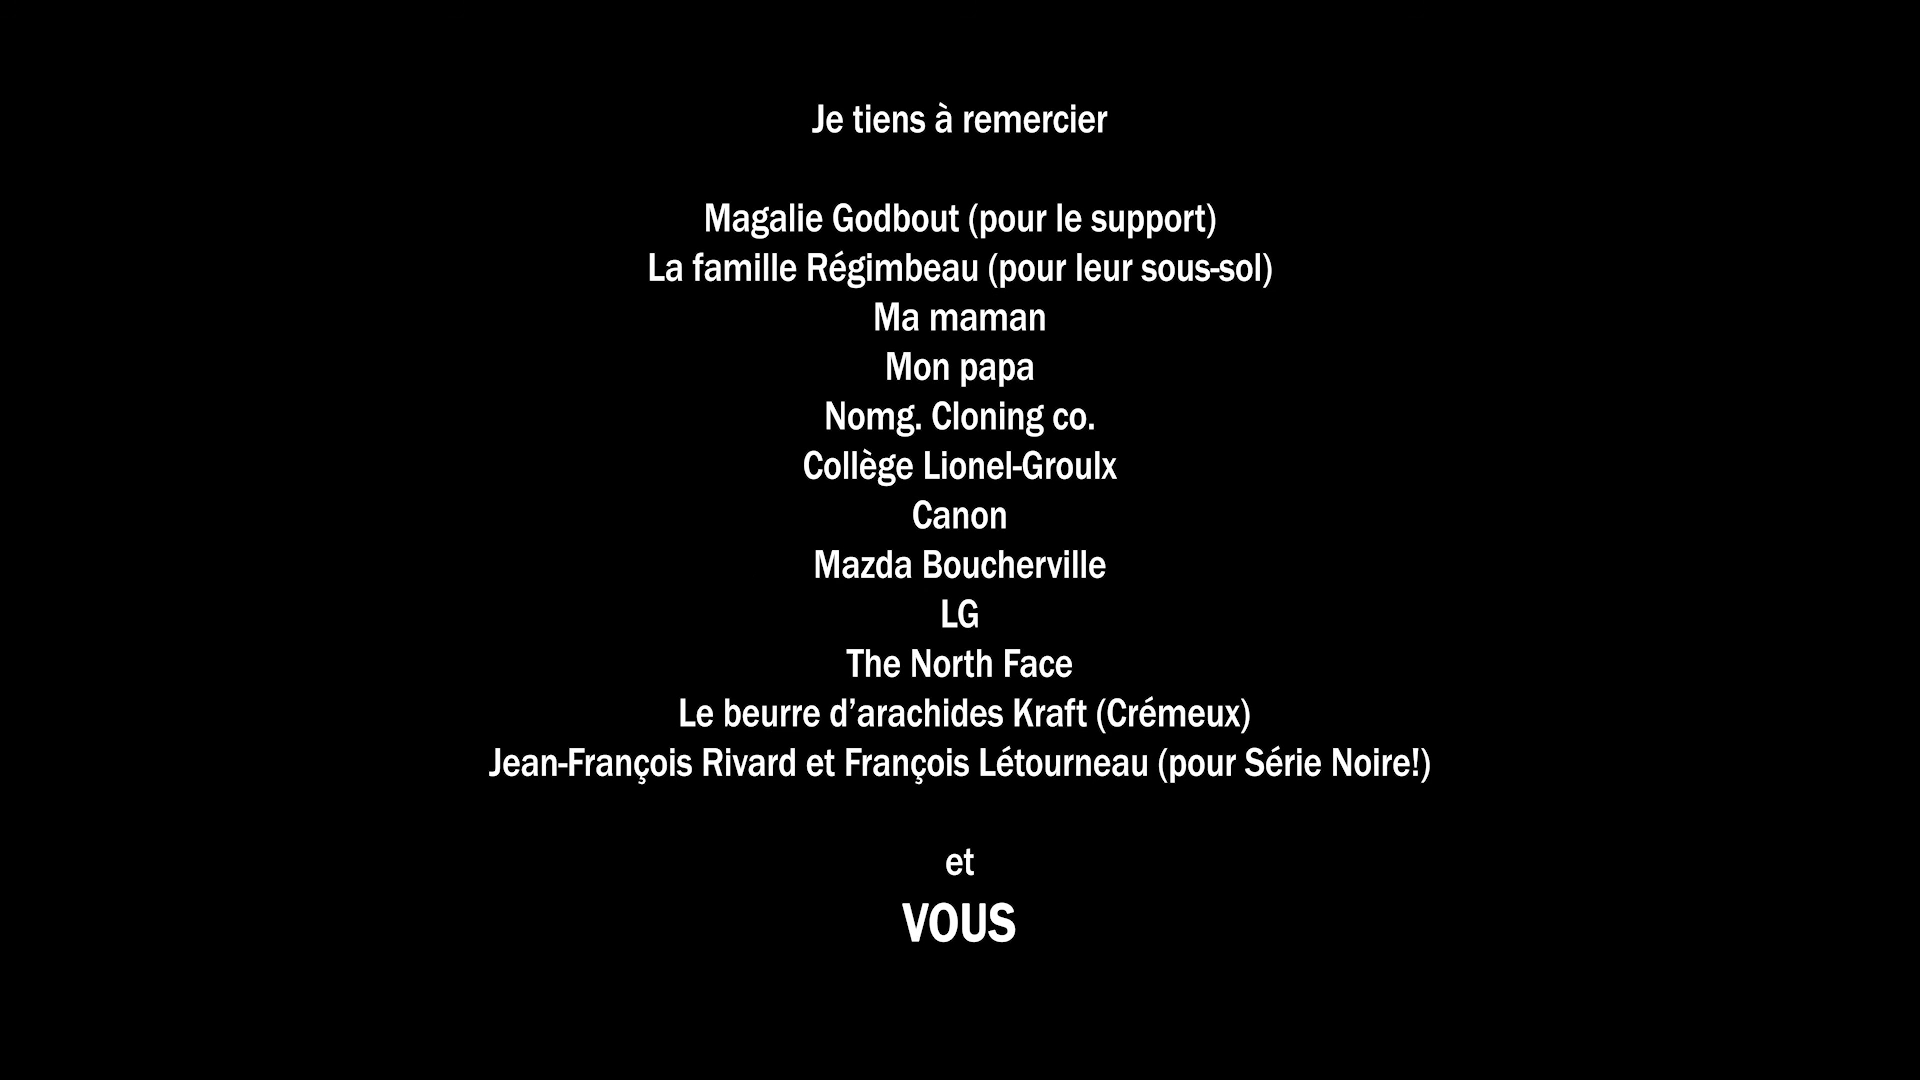 Je tiens à remercier
Magalie Godbout (pour le support)
La famille Régimbeau (pour leur sous-sol)
Ma maman
Mon papa
Nomg. Cloning co.
Collège Lionel-Groulx
Canon
Mazda Boucherville
LG
The North Face
Le beurre d’arachides Kraft (Crémeux)
Jean-François Rivard et François Létourneau (pour Série Noire!)
et
VOUS